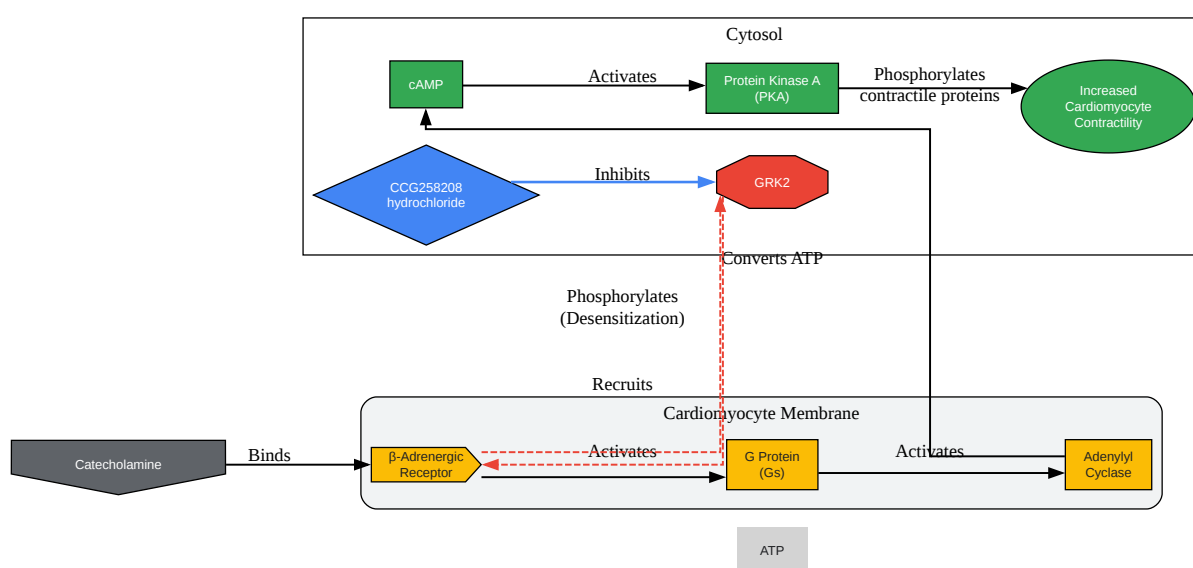 Cytosol
cAMP
Activates
Protein Kinase A
(PKA)
Phosphorylates
contractile proteins
Increased
Cardiomyocyte
Contractility
CCG258208
hydrochloride
Inhibits
GRK2
Converts ATP
Phosphorylates
(Desensitization)
Recruits
Cardiomyocyte Membrane
Catecholamine
Binds
β-Adrenergic
Receptor
Activates
G Protein
(Gs)
Activates
Adenylyl
Cyclase
ATP